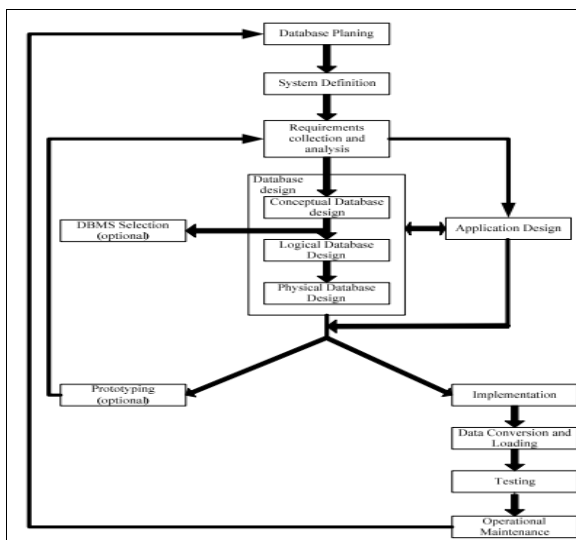 Database Planing
System Definition
Requirements
collection and
analysis
Database
design
Conceptual Database
design
DBMS Selection
(optional)
Application Design
Logical Database
Design
Physical Database
Design
Prototyping
(optional)
Implementation
Data Conversion and
Loading
Testing
Operational
Maintenance